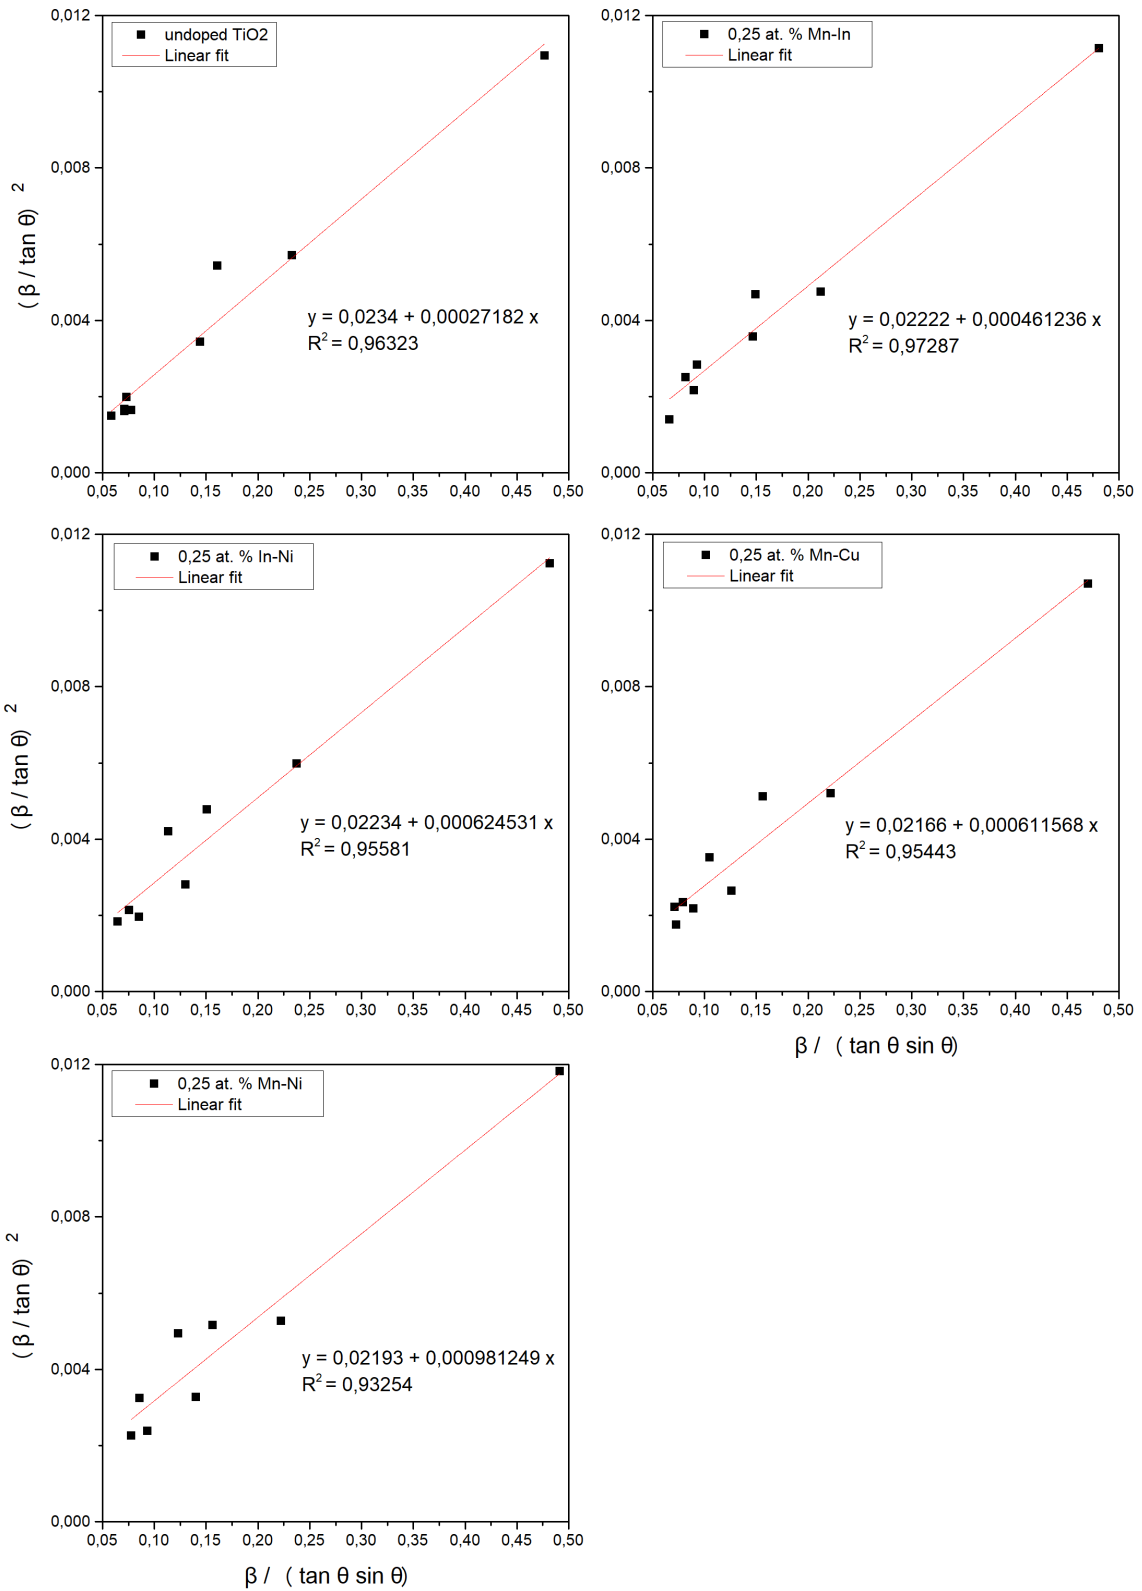 undoped TiO2
Linear fit
0,012
0,008
0,004
0,000
( β / tan θ) 2
y = 0,0234 + 0,00027182 x
R2 = 0,96323
0,05 0,10 0,15 0,20 0,25 0,30 0,35 0,40 0,45 0,50
0,25 at. % Mn-In
Linear fit
0,012
0,008
0,004
0,000
y = 0,02222 + 0,000461236 x
R2 = 0,97287
0,05 0,10 0,15 0,20 0,25 0,30 0,35 0,40 0,45 0,50
0,25 at. % In-Ni
Linear fit
0,012
0,008
0,004
0,000
( β / tan θ) 2
y = 0,02234 + 0,000624531 x
R2 = 0,95581
0,05 0,10 0,15 0,20 0,25 0,30 0,35 0,40 0,45 0,50
0,25 at. % Mn-Cu
Linear fit
0,012
0,008
0,004
0,000
y = 0,02166 + 0,000611568 x
R2 = 0,95443
0,05 0,10 0,15 0,20 0,25 0,30 0,35 0,40 0,45 0,50
β / ( tan θ sin θ)
0,25 at. % Mn-Ni
Linear fit
0,012
0,008
0,004
0,000
( β / tan θ) 2
y = 0,02193 + 0,000981249 x
R2 = 0,93254
0,05 0,10 0,15 0,20 0,25 0,30 0,35 0,40 0,45 0,50
β / ( tan θ sin θ)